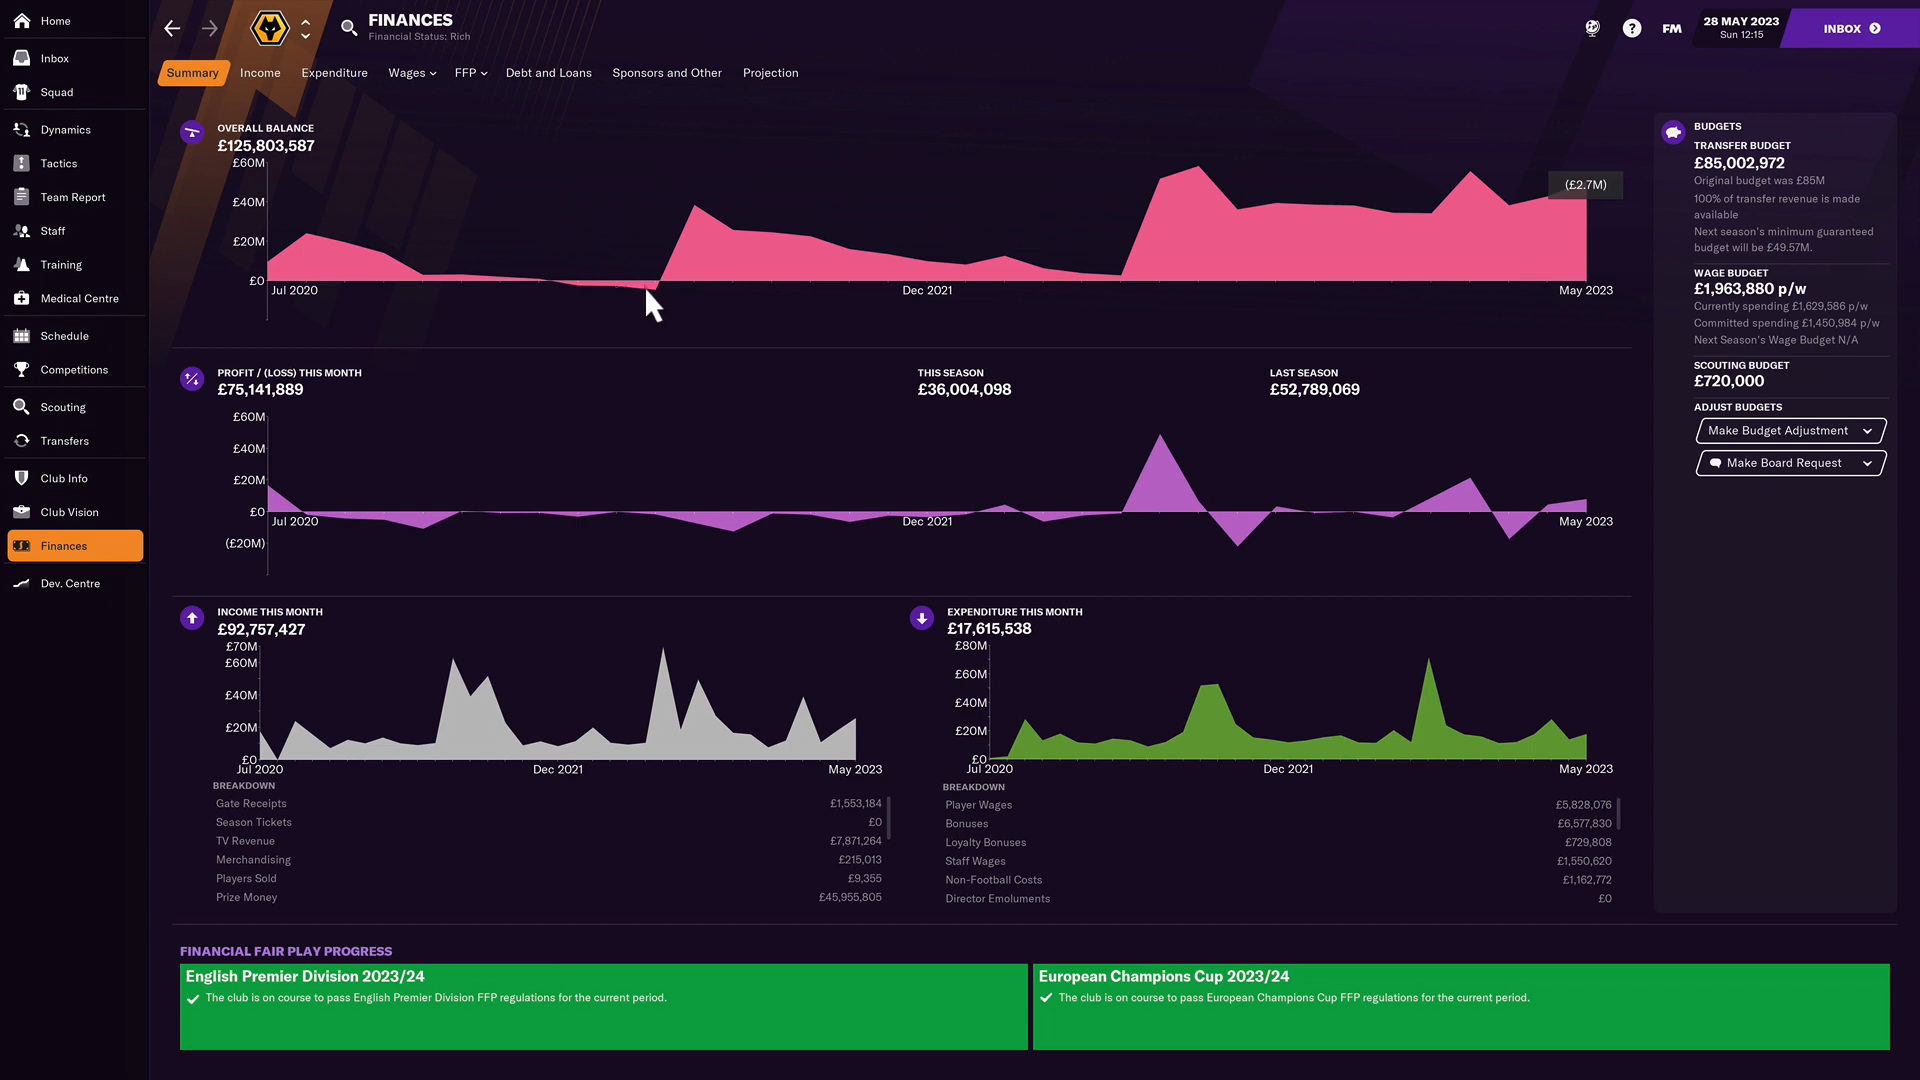 Home
Inbox
Squad
Dynamics
Tactics
Team Report
Staff
Training
Medical Centre
Schedule
Competitions
Scouting
Transfers
Club Info
Club Vision
Finances
Dev. Centre
FINANCES
Financial Status: Rich
FM
28 MAY 2023
Sun 12:15
INBOX
Summary
Income
Expenditure
Wages
FFP
Debt and Loans
Sponsors and Other
Projection
OVERALL BALANCE
£125,803,587
£60M
£40M
£20M
£0
Jul 2020
Dec 2021
May 2023
(£2.7M)
PROFIT / (LOSS) THIS MONTH
£75,141,889
THIS SEASON
£36,004,098
LAST SEASON
£52,789,069
£60M
£40M
£20M
£0
(£20M)
Jul 2020
Dec 2021
May 2023
INCOME THIS MONTH
£92,757,427
£70M
£60M
£40M
£20M
£0
Jul 2020
Dec 2021
May 2023
BREAKDOWN
Gate Receipts £1,553,184
Season Tickets £0
TV Revenue £7,871,264
Merchandising £215,013
Players Sold £9,355
Prize Money £45,955,805
EXPENDITURE THIS MONTH
£17,615,538
£80M
£60M
£40M
£20M
£0
Jul 2020
Dec 2021
May 2023
BREAKDOWN
Player Wages £5,828,076
Bonuses £6,577,830
Loyalty Bonuses £729,808
Staff Wages £1,550,620
Non-Football Costs £1,162,772
Director Emoluments £0
BUDGETS
TRANSFER BUDGET
£85,002,972
Original budget was £85M
100% of transfer revenue is made
available
Next season's minimum guaranteed
budget will be £49.57M.
WAGE BUDGET
£1,963,880 p/w
Currently spending £1,629,586 p/w
Committed spending £1,450,984 p/w
Next Season's Wage Budget N/A
SCOUTING BUDGET
£720,000
ADJUST BUDGETS
Make Budget Adjustment
Make Board Request
FINANCIAL FAIR PLAY PROGRESS
English Premier Division 2023/24
The club is on course to pass English Premier Division FFP regulations for the current period.
European Champions Cup 2023/24
The club is on course to pass European Champions Cup FFP regulations for the current period.